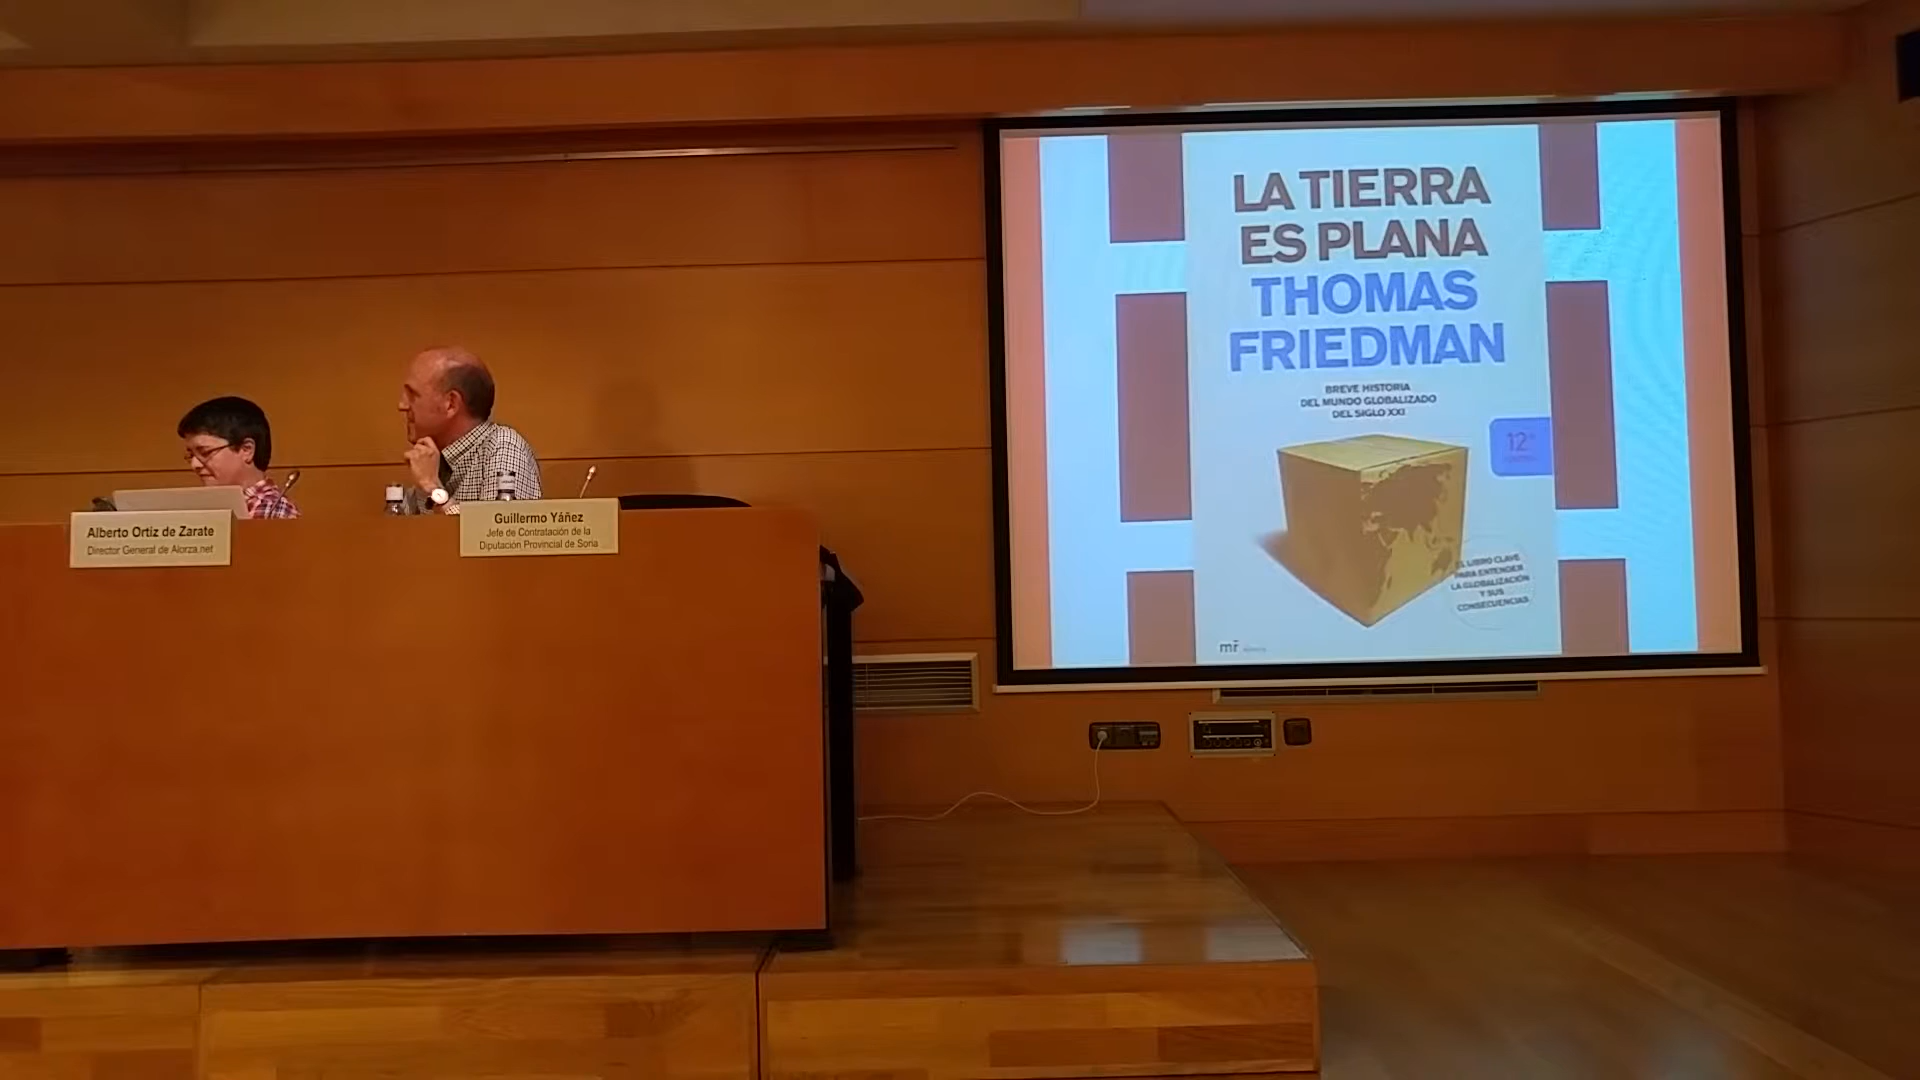 Alberto Ortiz de Zarate
Director General de Alorza.net
Guillermo Yáñez
Jefe de Contratación de la
Diputación Provincial de Soria
LA TIERRA
ES PLANA
THOMAS
FRIEDMAN
BREVE HISTORIA
DEL MUNDO GLOBALIZADO
DEL SIGLO XXI
12ª
EL LIBRO CLAVE
PARA ENTENDER
LA GLOBALIZACIÓN
Y SUS
CONSECUENCIAS
mr